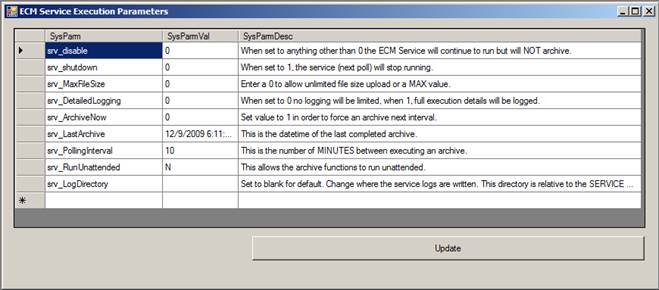 ECM Service Execution Parameters
SysParm SysParmVal SysParmDesc
srv_disable 0 When set to anything other than 0 the ECM Service will continue to run but will NOT archive.
srv_shutdown 0 When set to 1, the service (next poll) will stop running.
srv_MaxFileSize 0 Enter a 0 to allow unlimited file size upload or a MAX value.
srv_DetailedLogging 0 When set to 0 no logging will be limited, when 1, full execution details will be logged.
srv_ArchiveNow 0 Set value to 1 in order to force an archive next interval.
srv_LastArchive 12/9/2009 6:11:... This is the datetime of the last completed archive.
srv_PollingInterval 10 This is the number of MINUTES between executing an archive.
srv_RunUnattended N This allows the archive functions to run unattended.
srv_LogDirectory Set to blank for default. Change where the service logs are written. This directory is relative to the SERVICE ...
Update